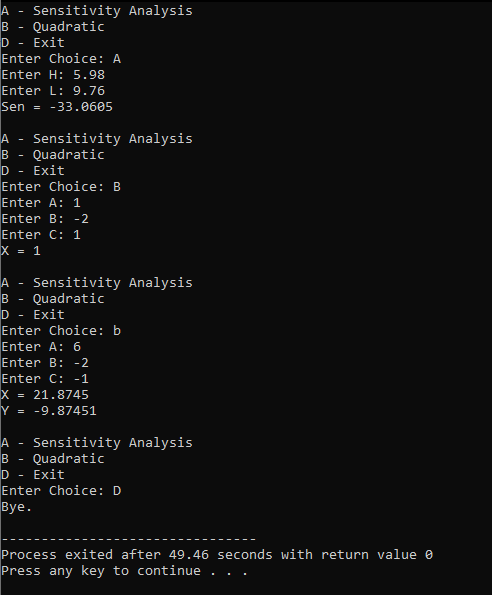 A - Sensitivity Analysis
B - Quadratic
D - Exit
Enter Choice: A
Enter H: 5.98
Enter L: 9.76
Sen = -33.0605
A - Sensitivity Analysis
B - Quadratic
D - Exit
Enter Choice: B
Enter A: 1
Enter B: -2
Enter C: 1
X = 1
A - Sensitivity Analysis
B - Quadratic
D - Exit
Enter Choice: b
Enter A: 6
Enter B: -2
Enter C: -1
X = 21.8745
Y = -9.87451
A - Sensitivity Analysis
B - Quadratic
D - Exit
Enter Choice: D
Bye.
--------------------------------
Process exited after 49.46 seconds with return value 0
Press any key to continue . . .